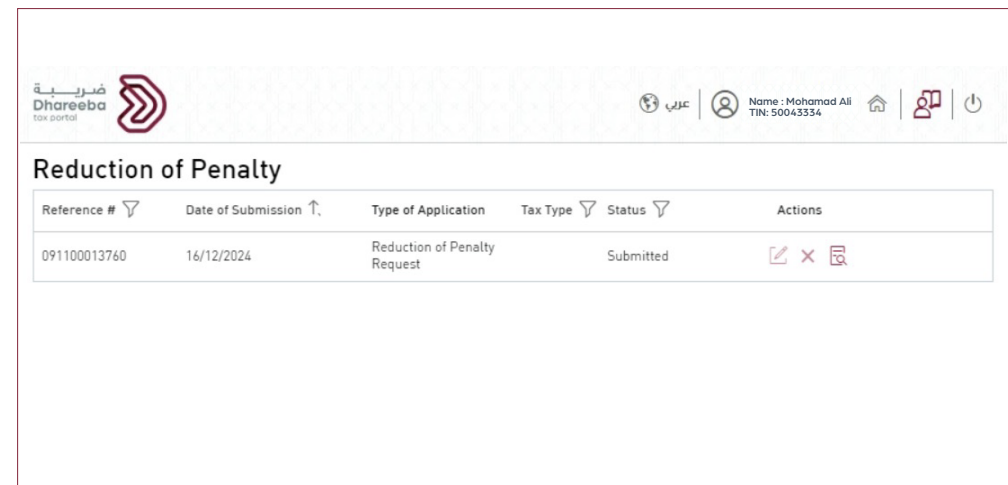 ضريبة
Dhareeba
tax portal
عربي
Name : Mohamad Ali
TIN: 50043334
Reduction of Penalty
Reference # Date of Submission Type of Application Tax Type Status Actions
091100013760 16/12/2024 Reduction of Penalty Request Submitted